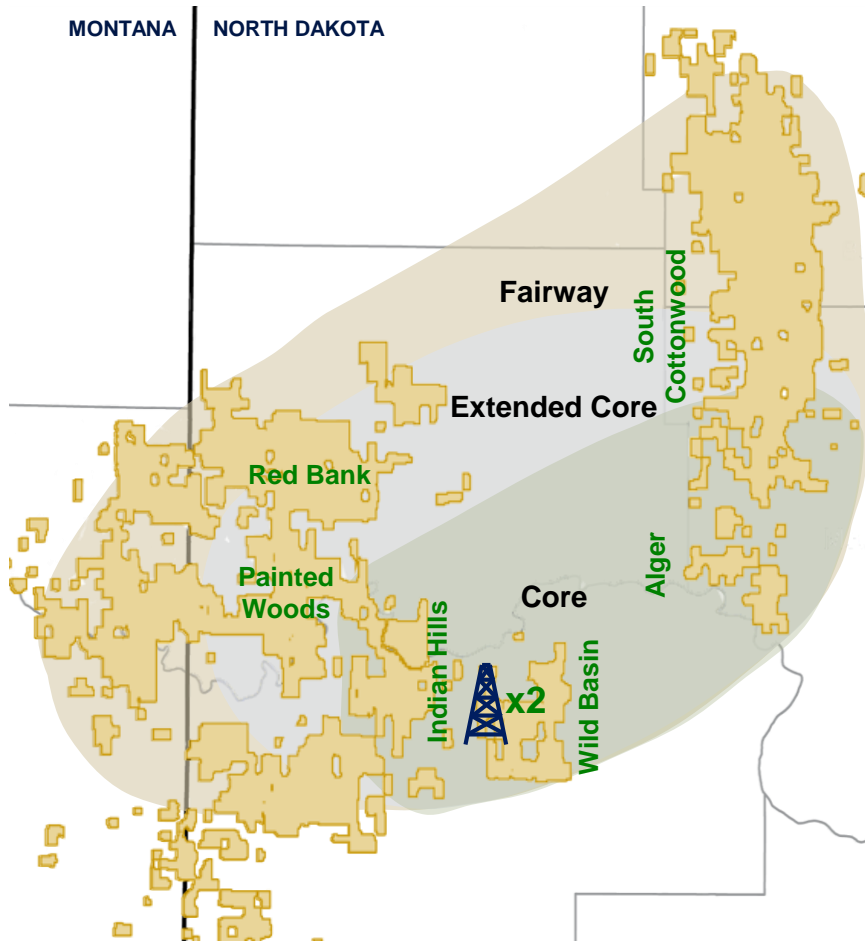 MONTANA
NORTH DAKOTA
Fairway
South
Cottonwood
Extended Core
Red Bank
Painted
Woods
Alger
Core
Indian Hills
x2
Wild Basin